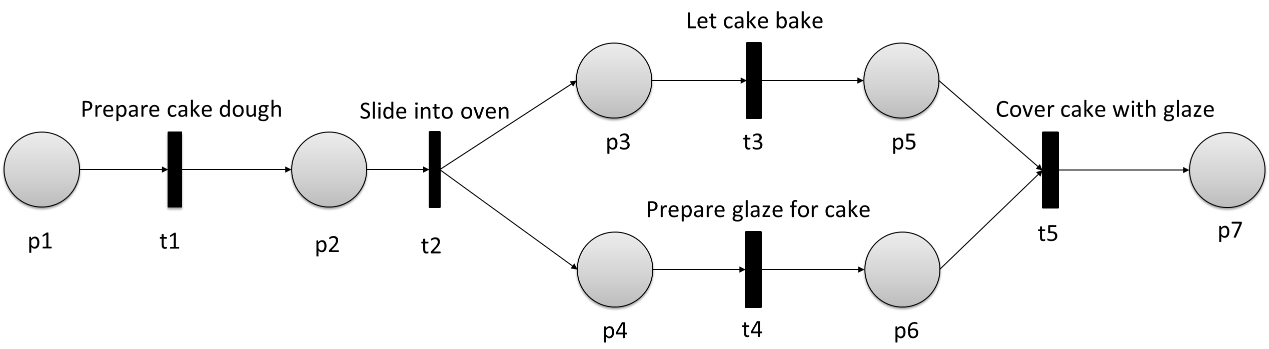 Let cake bake
Prepare cake dough
Slide into oven
Cover cake with glaze
p3
t3
p5
Prepare glaze for cake
p1
t1
p2
t2
t5
p7
p4
t4
p6